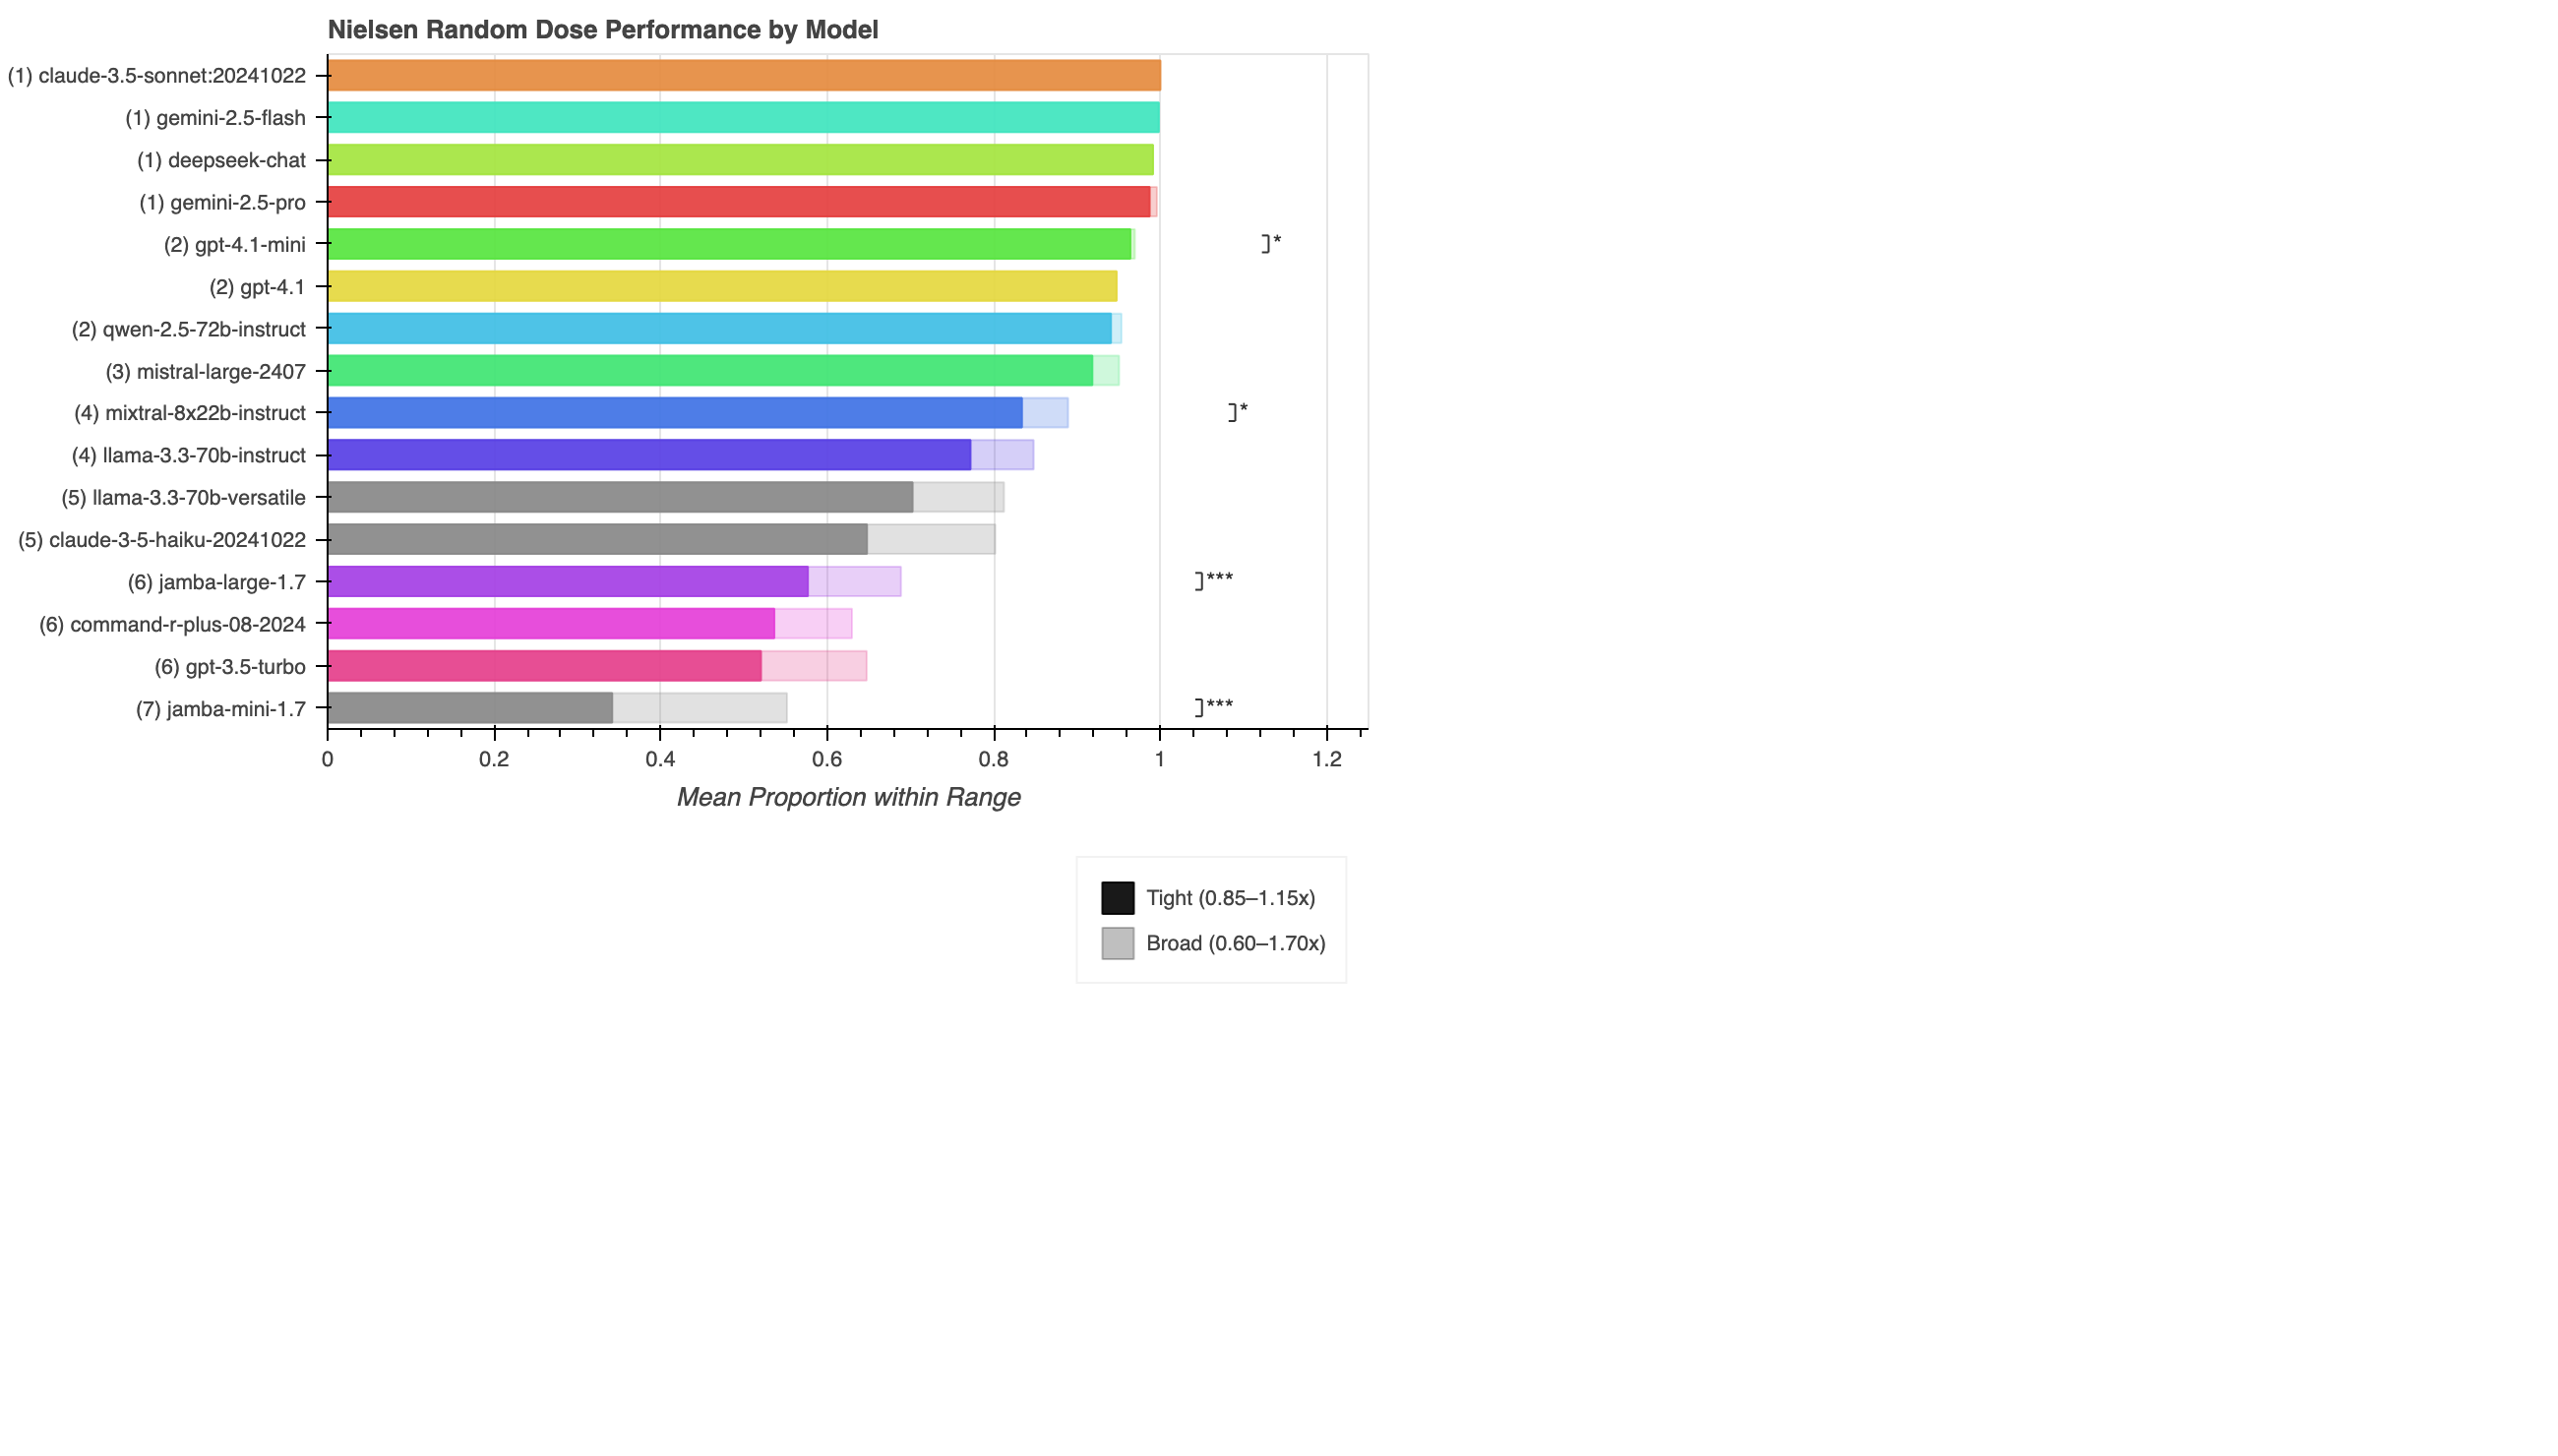 Nielsen Random Dose Performance by Model
(1) claude-3.5-sonnet:20241022
(1) gemini-2.5-flash
(1) deepseek-chat
(1) gemini-2.5-pro
(2) gpt-4.1-mini
]*
(2) gpt-4.1
(2) qwen-2.5-72b-instruct
(3) mistral-large-2407
(4) mixtral-8x22b-instruct
]*
(4) llama-3.3-70b-instruct
(5) llama-3.3-70b-versatile
(5) claude-3-5-haiku-20241022
(6) jamba-large-1.7
]***
(6) command-r-plus-08-2024
(6) gpt-3.5-turbo
(7) jamba-mini-1.7
]***
0 0.2 0.4 0.6 0.8 1 1.2
Mean Proportion within Range
Tight (0.85–1.15x)
Broad (0.60–1.70x)